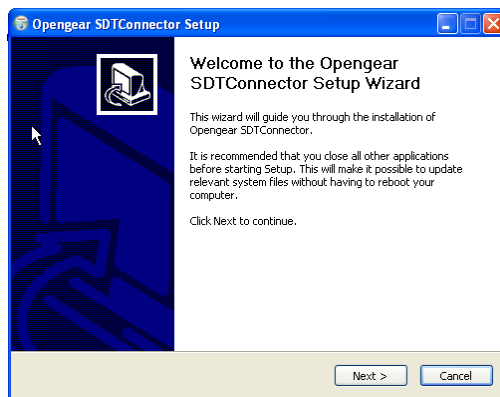 Opengear SDTConnector Setup
Welcome to the Opengear
SDTConnector Setup Wizard
This wizard will guide you through the installation of
Opengear SDTConnector.
It is recommended that you close all other applications
before starting Setup. This will make it possible to update
relevant system files without having to reboot your
computer.
Click Next to continue.
Next >
Cancel